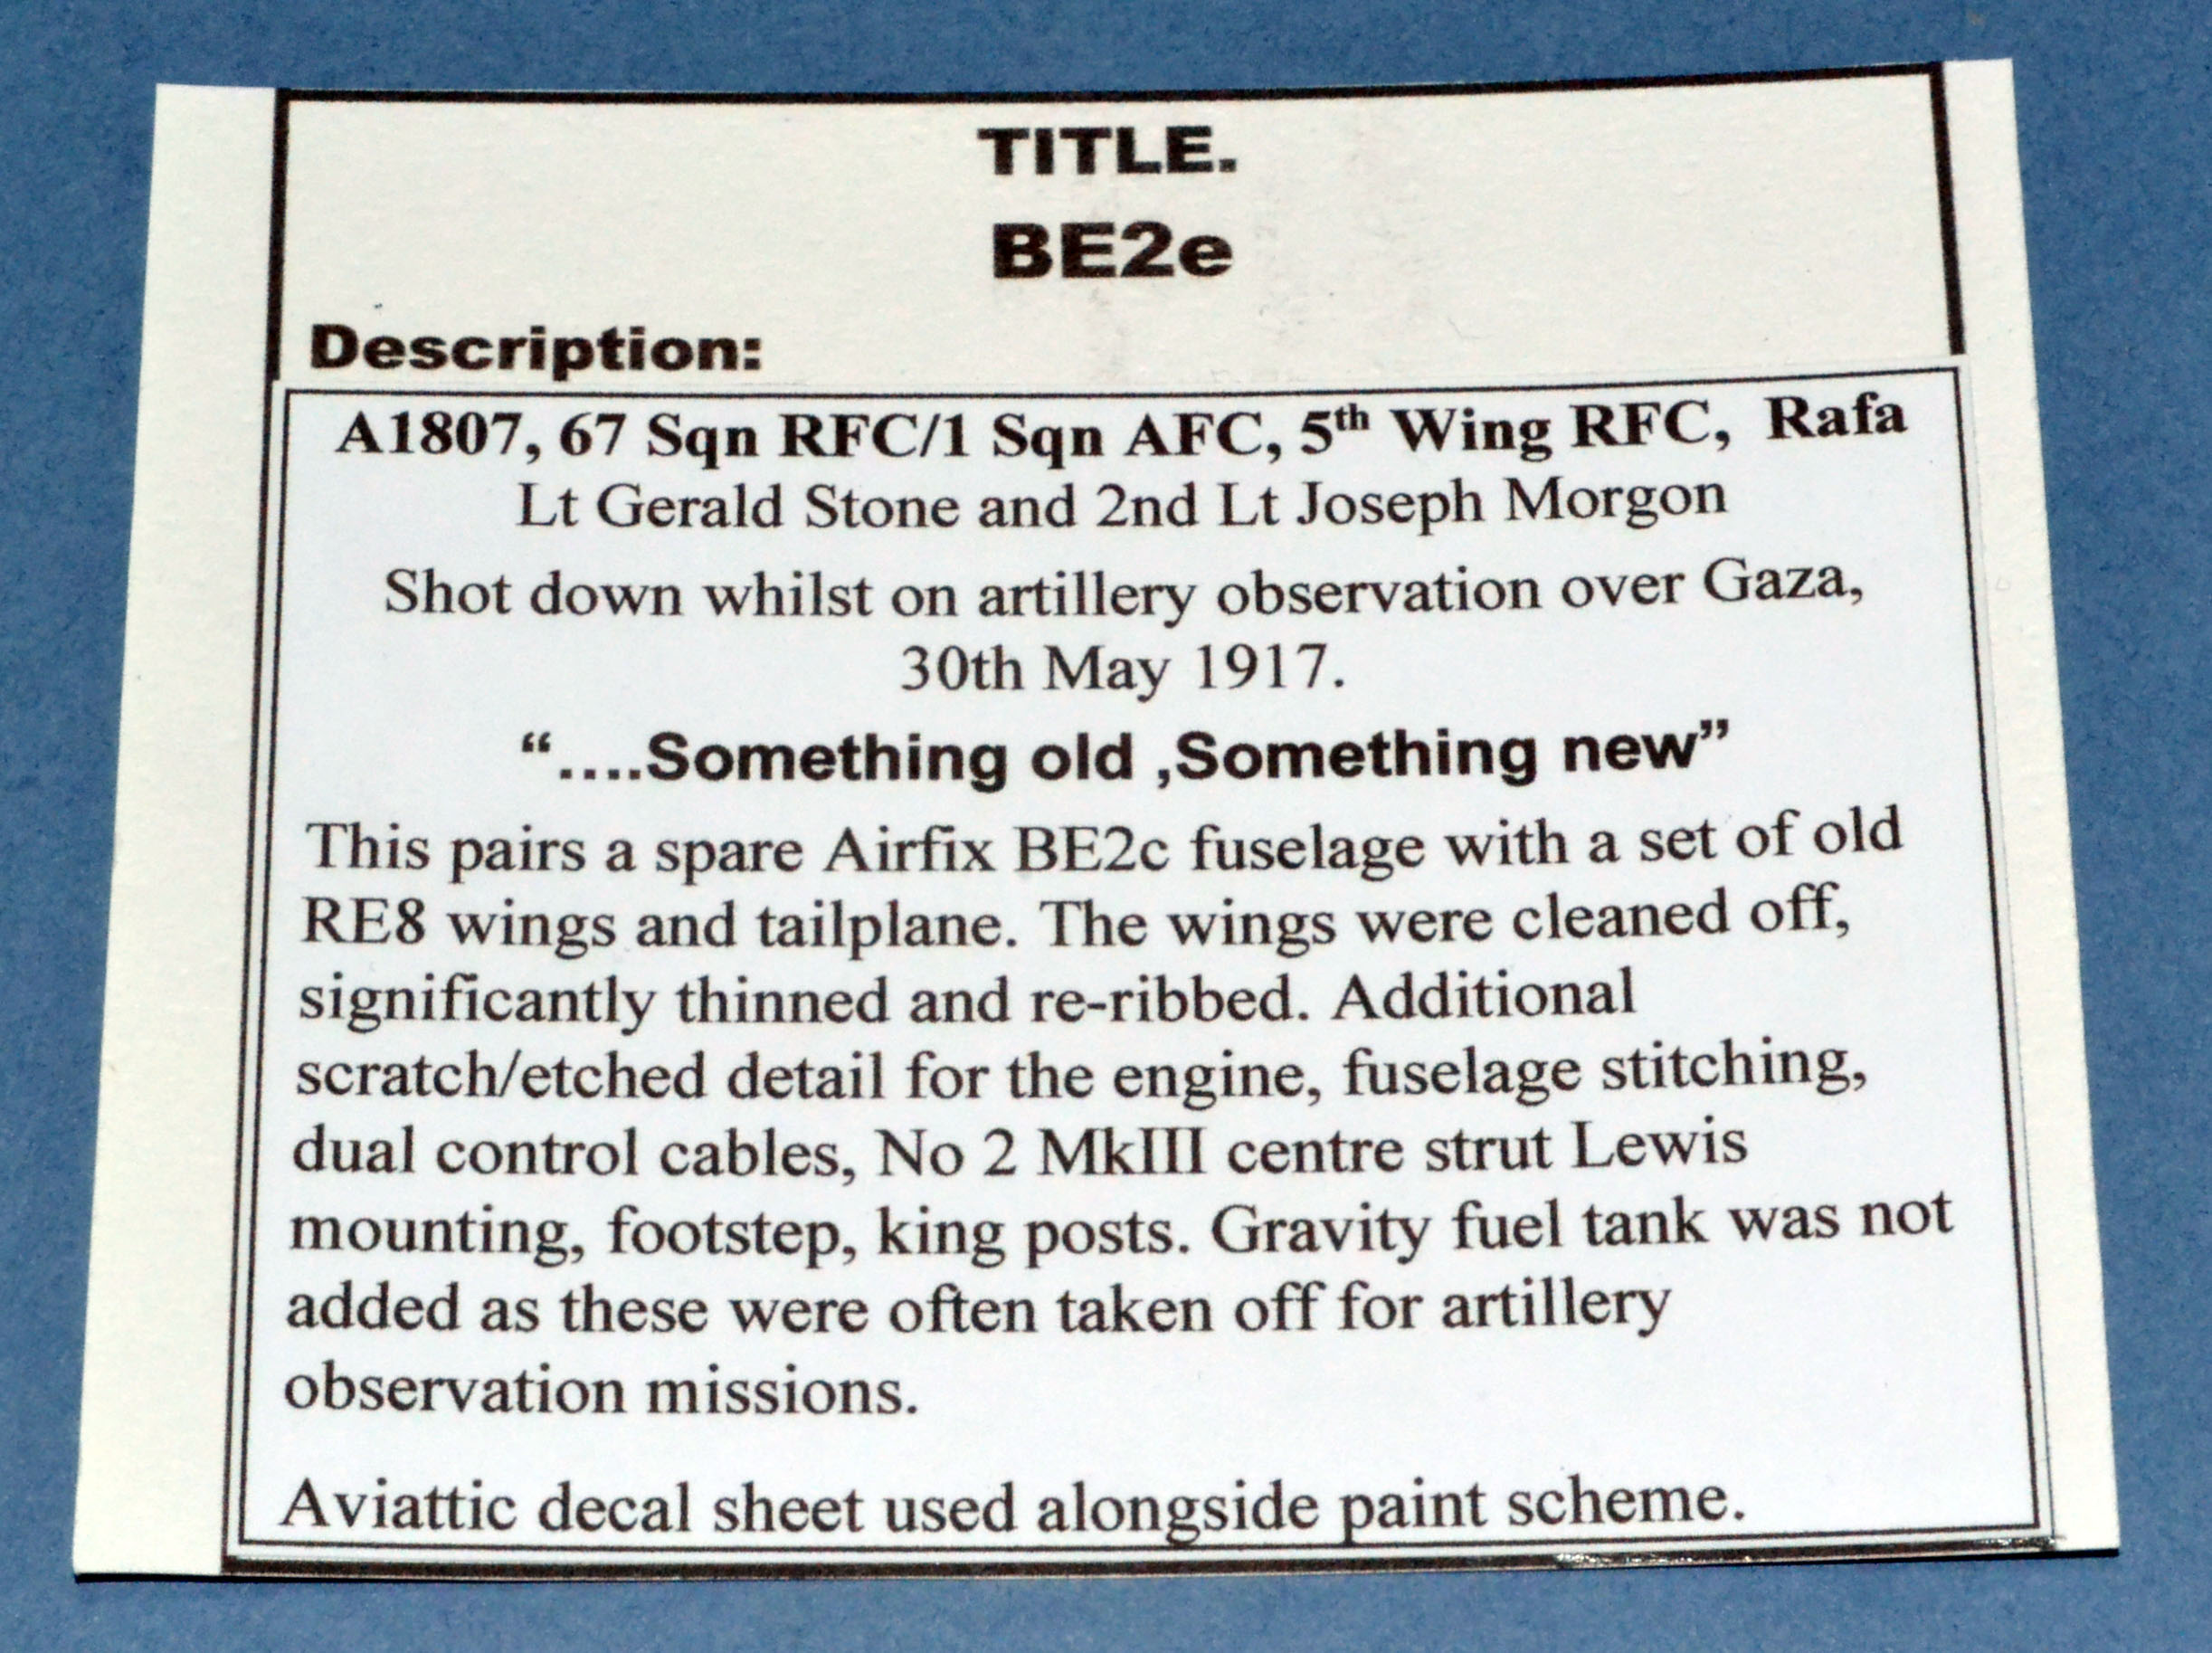 TITLE.
BE2e
Description:
A1807, 67 Sqn RFC/1 Sqn AFC, 5th Wing RFC, Rafa
Lt Gerald Stone and 2nd Lt Joseph Morgon
Shot down whilst on artillery observation over Gaza,
30th May 1917.
“....Something old ,Something new”
This pairs a spare Airfix BE2c fuselage with a set of old
RE8 wings and tailplane. The wings were cleaned off,
significantly thinned and re-ribbed. Additional
scratch/etched detail for the engine, fuselage stitching,
dual control cables, No 2 MkIII centre strut Lewis
mounting, footstep, king posts. Gravity fuel tank was not
added as these were often taken off for artillery
observation missions.
Aviattic decal sheet used alongside paint scheme.